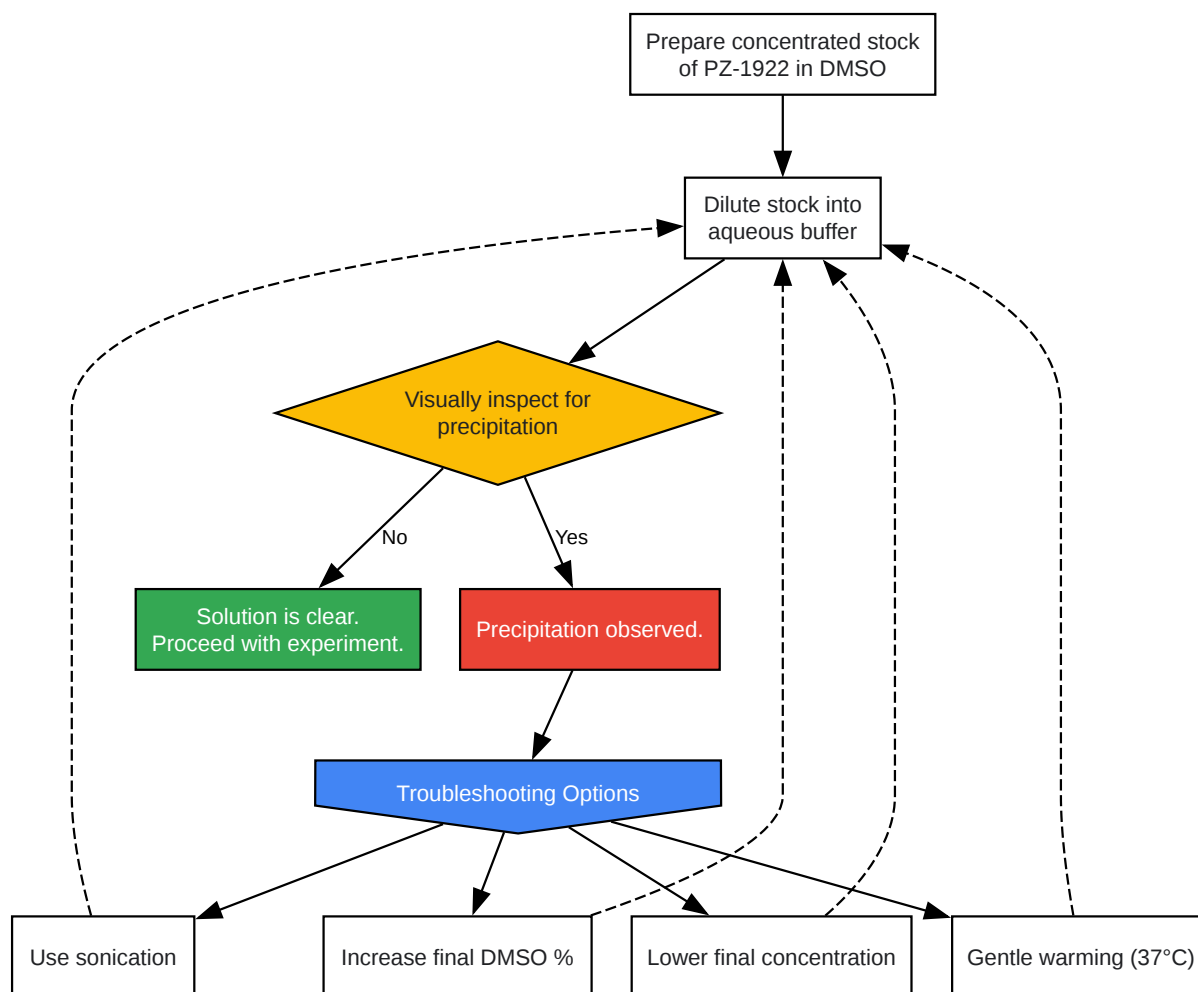 Prepare concentrated stock
of PZ-1922 in DMSO
Dilute stock into
aqueous buffer
Visually inspect for
precipitation
No
Yes
Solution is clear.
Proceed with experiment.
Precipitation observed.
Troubleshooting Options
Use sonication
Increase final DMSO %
Lower final concentration
Gentle warming (37°C)